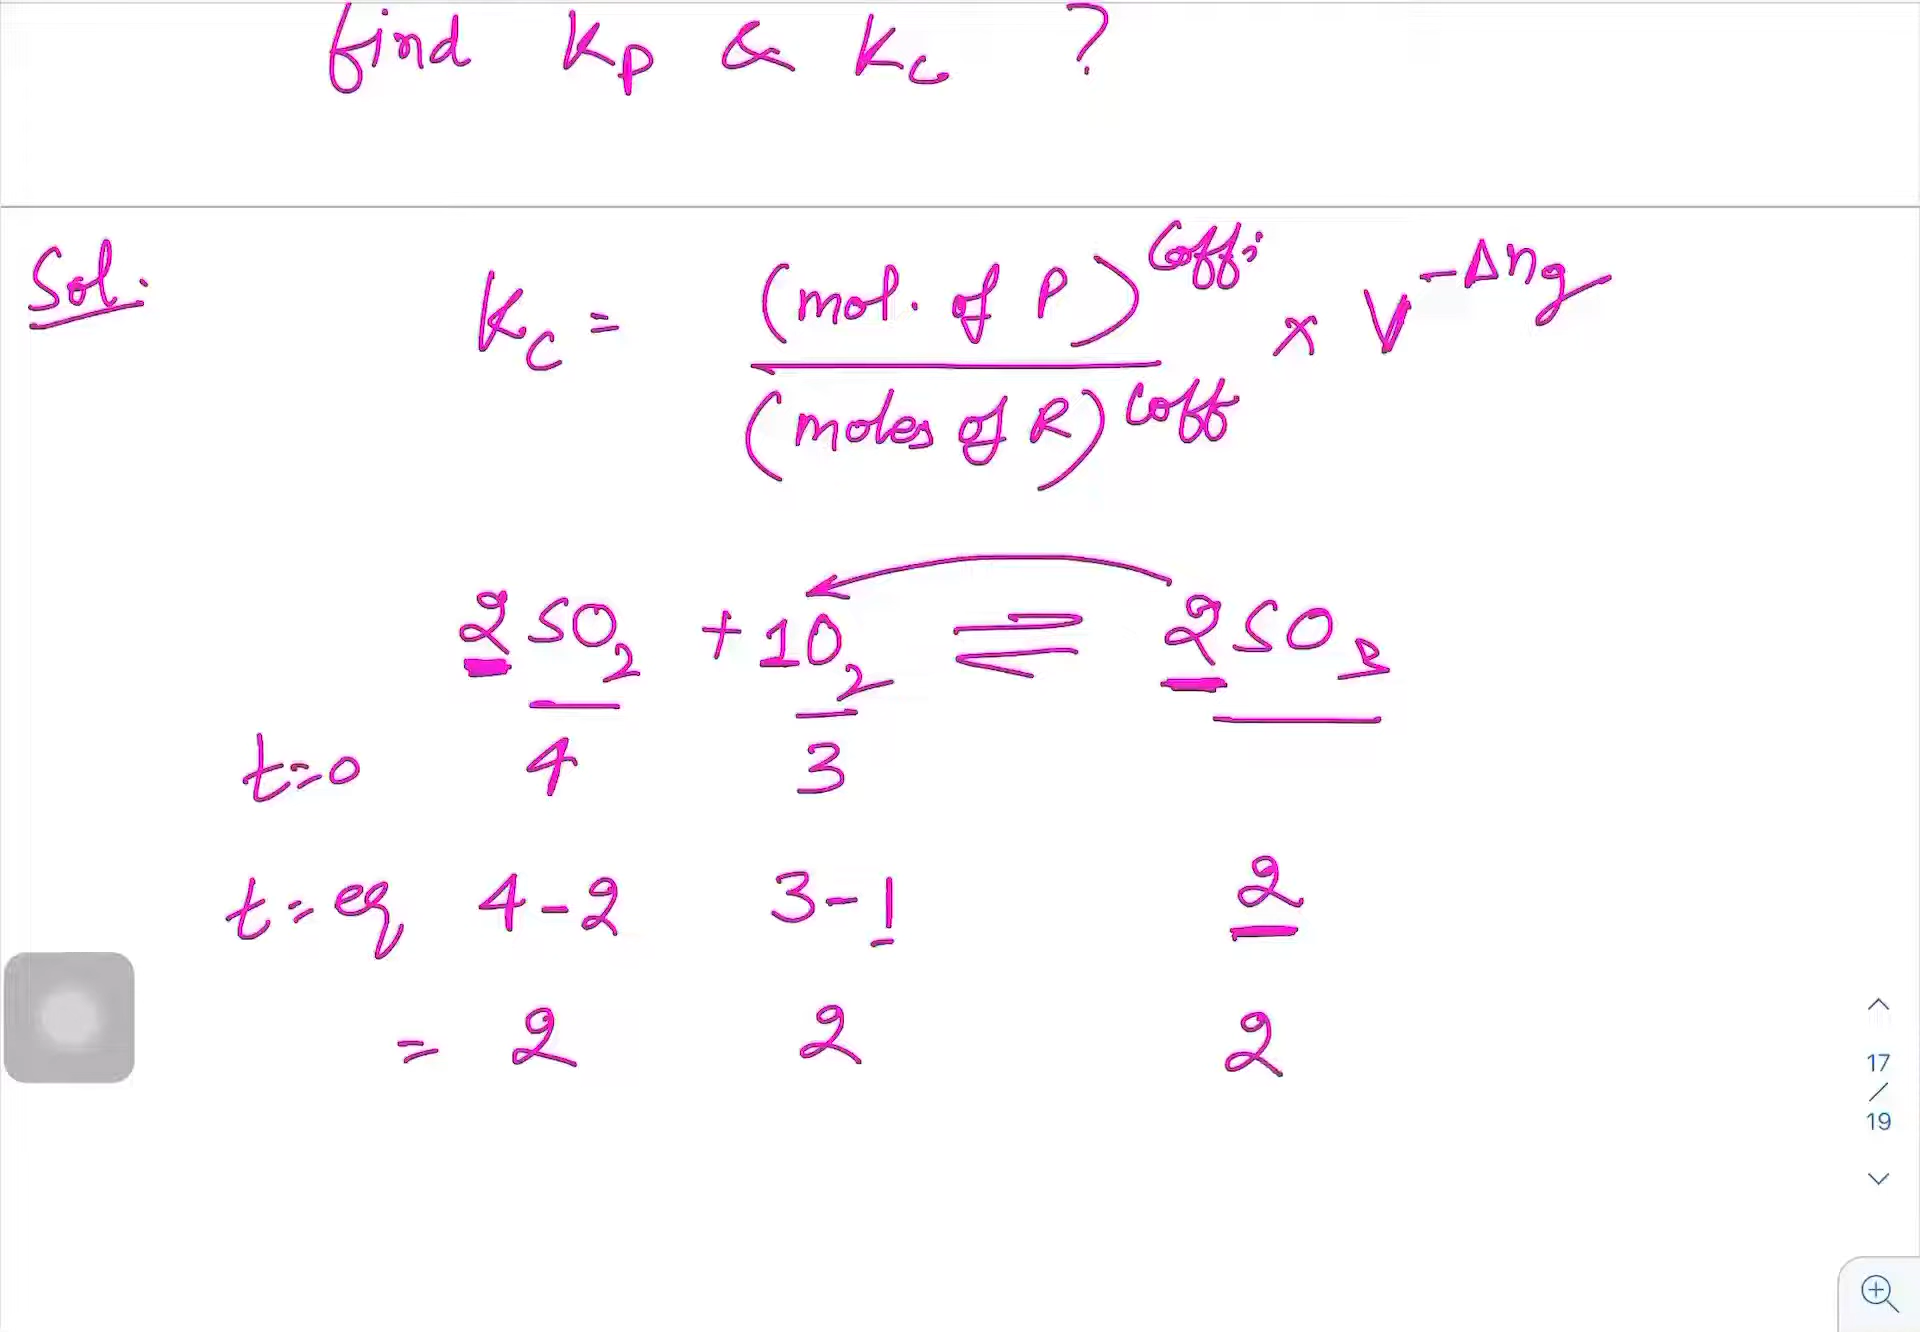 find Kp & Kc ?
Sol. Kc = (mol. of P)^Coff. / (moles of R)^Coff × V^-Δng
2SO2 + 1O2 ⇌ 2SO3
t=0 4 3
t=eq 4-2 3-1 2
= 2 2 2
17
/
19